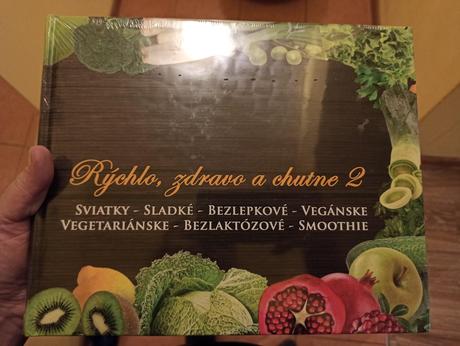 Rýchlo, zdravo a chutne 2
SVIATKY - SLADKÉ - BEZLEPKOVÉ - VEGÁNSKE
VEGETARIÁNSKE - BEZLAKTÓZOVÉ - SMOOTHIE